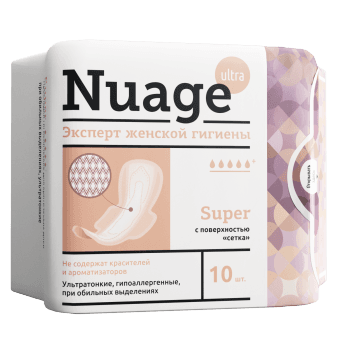 Nuage
ultra
Эксперт женской гигиены
Super
с поверхностью
«сетка»
Не содержат красителей
и ароматизаторов
10 шт.
Ультратонкие, гипоаллергенные,
при обильных выделениях
Открывать